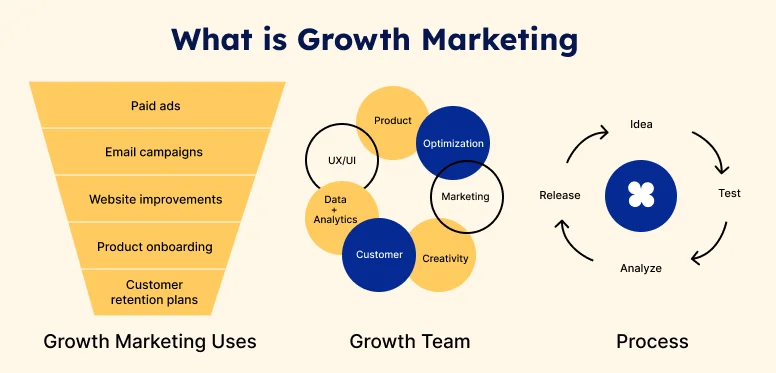 What is Growth Marketing
Paid ads
Email campaigns
Website improvements
Product onboarding
Customer
retention plans
Growth Marketing Uses
Product
Optimization
UX/UI
Marketing
Data
+
Analytics
Customer
Creativity
Growth Team
Idea
Test
Analyze
Release
Process